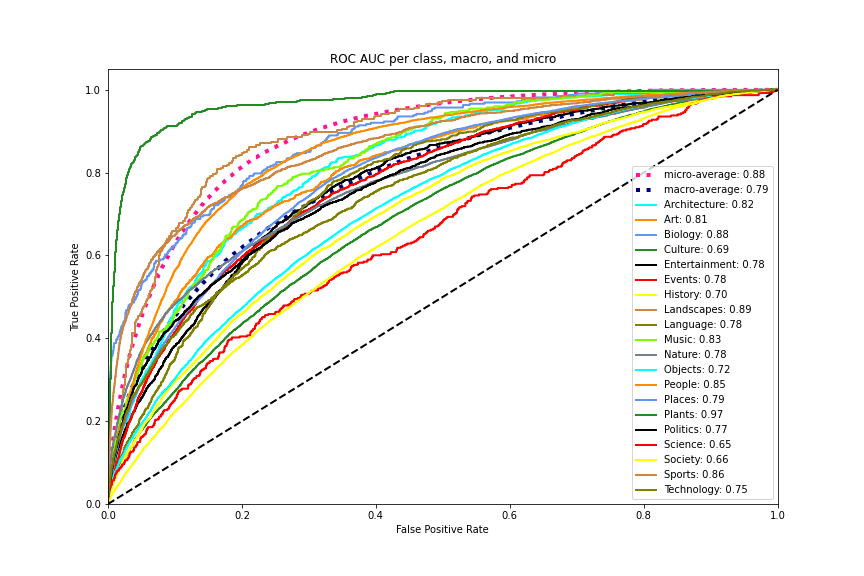 ROC AUC per class, macro, and micro
True Positive Rate
1.0
0.8
0.6
0.4
0.2
0.0
micro-average: 0.88
macro-average: 0.79
Architecture: 0.82
Art: 0.81
Biology: 0.88
Culture: 0.69
Entertainment: 0.78
Events: 0.78
History: 0.70
Landscapes: 0.89
Language: 0.78
Music: 0.83
Nature: 0.78
Objects: 0.72
People: 0.85
Places: 0.79
Plants: 0.97
Politics: 0.77
Science: 0.65
Society: 0.66
Sports: 0.86
Technology: 0.75
0.0 0.2 0.4 0.6 0.8 1.0
False Positive Rate